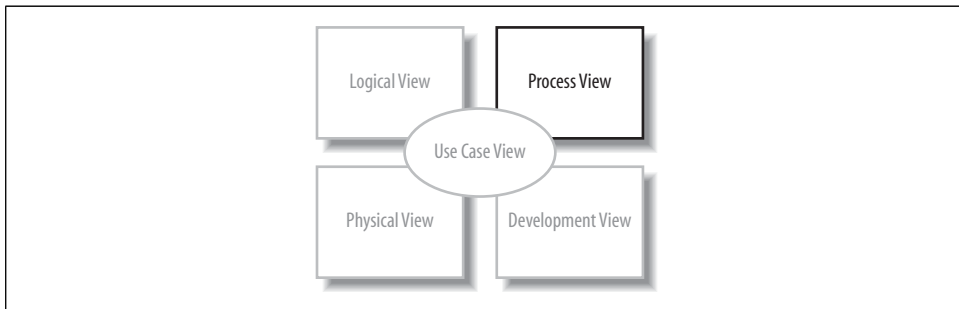 Logical View
Process View
Use Case View
Physical View
Development View